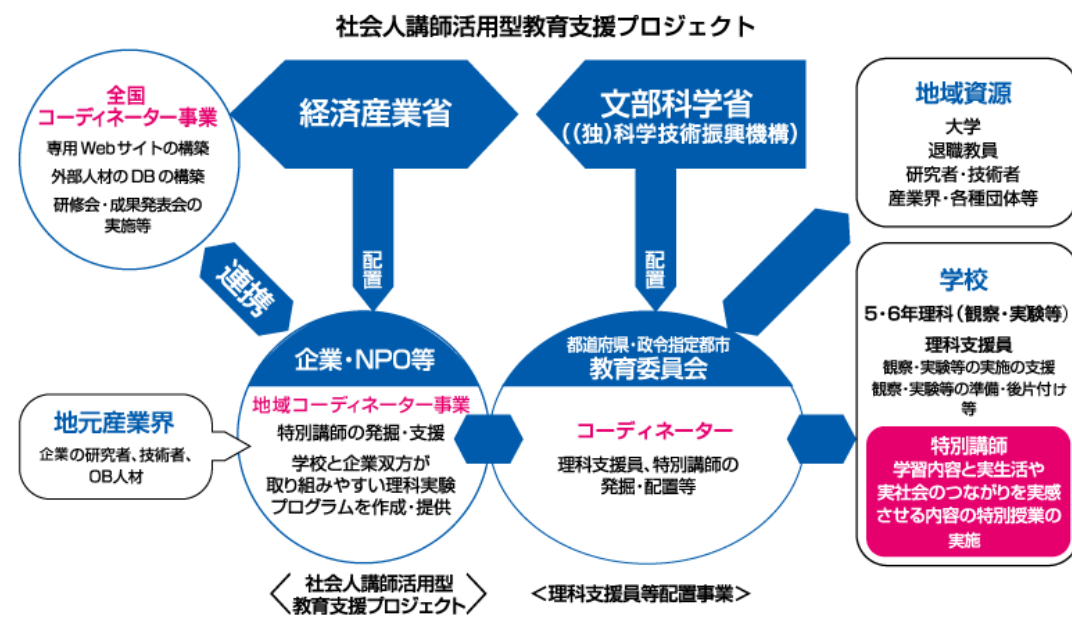 社会人講師活用型教育支援プロジェクト
全国
コーディネーター事業
専用Webサイトの構築
外部人材のDBの構築
研修会・成果発表会の
実施等
経済産業省
文部科学省
((独)科学技術振興機構)
地域資源
大学
退職教員
研究者・技術者
産業界・各種団体等
連携
配置
配置
学校
5・6年理科(観察・実験等)
理科支援員
観察・実験等の実施の支援
観察・実験等の準備・後片付け
等
特別講師
学習内容と実生活や
実社会のつながりを実感
させる内容の特別授業の
実施
企業・NPO等
地域コーディネーター事業
特別講師の発掘・支援
学校と企業双方が
取り組みやすい理科実験
プログラムを作成・提供
都道府県・政令指定都市
教育委員会
コーディネーター
理科支援員、特別講師の
発掘・配置等
地元産業界
企業の研究者、技術者、
OB人材
〈社会人講師活用型
教育支援プロジェクト〉
<理科支援員等配置事業>